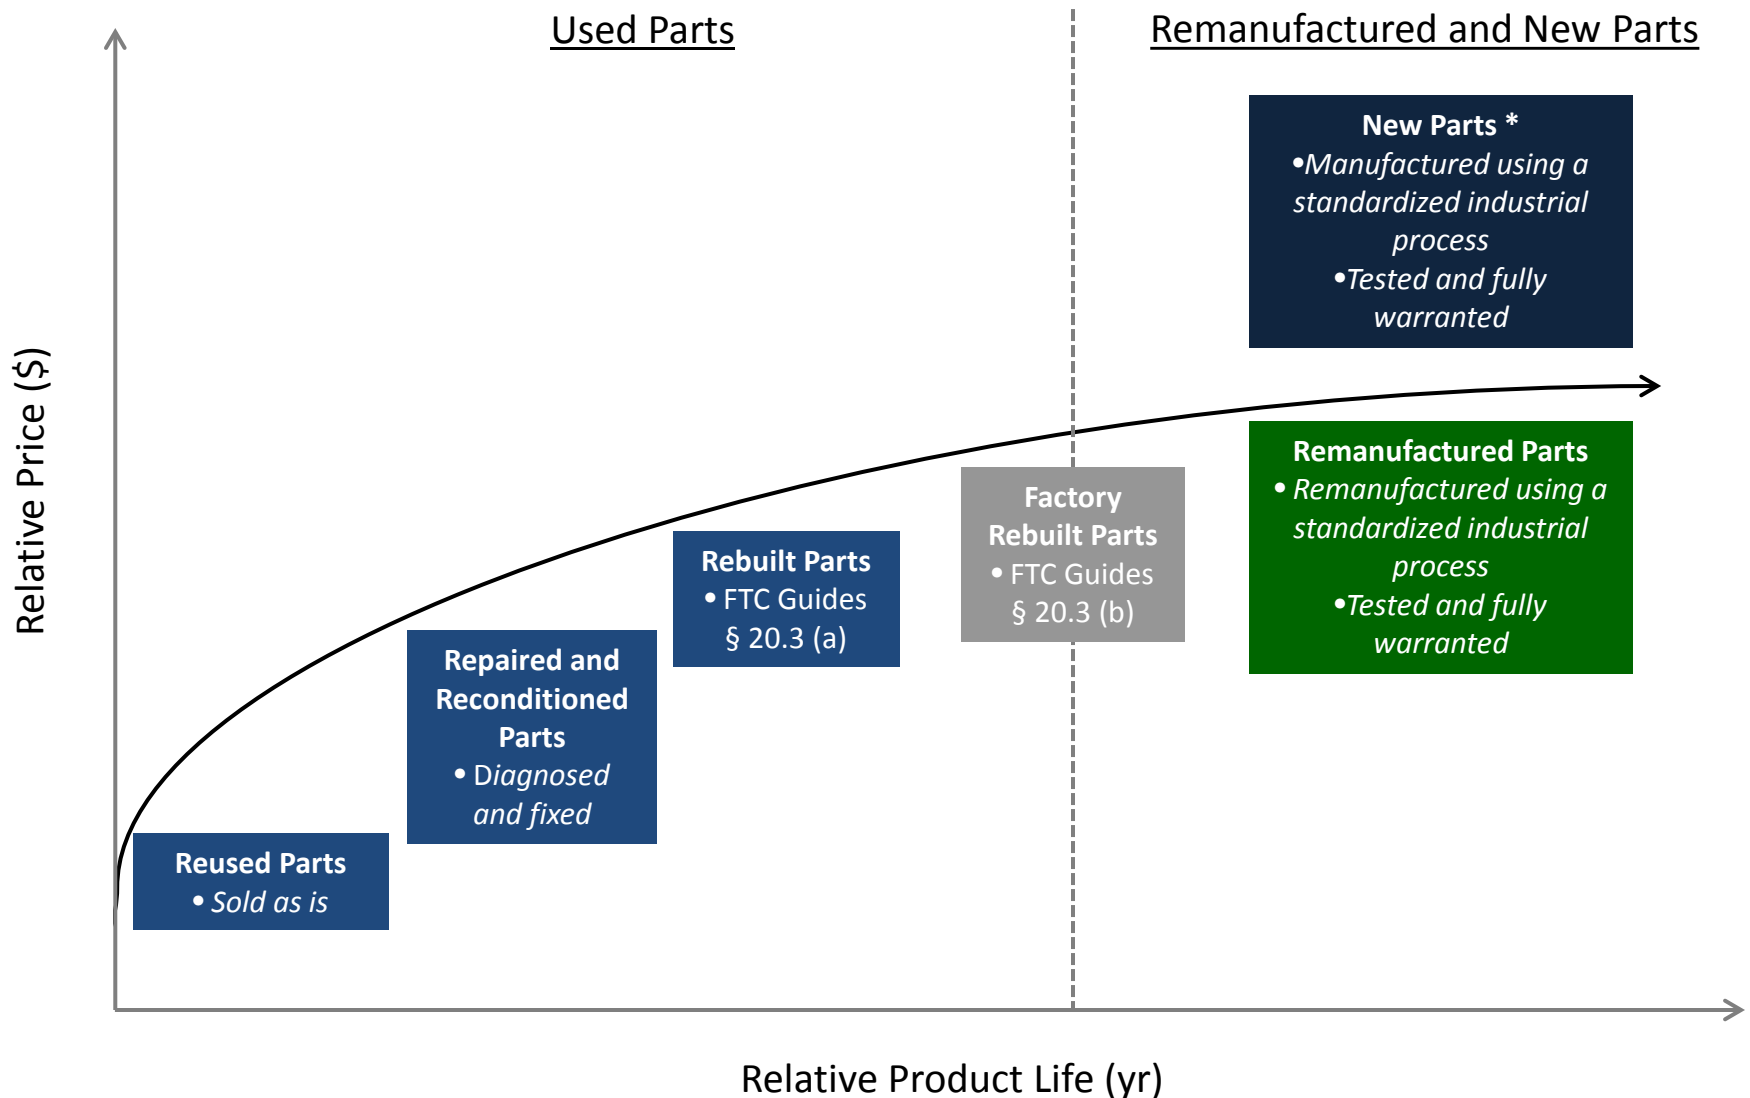 Used Parts
Remanufactured and New Parts
New Parts *
•Manufactured using a
standardized industrial
process
•Tested and fully
warranted
Relative Price ($)
Remanufactured Parts
• Remanufactured using a
standardized industrial
process
•Tested and fully
warranted
Factory
Rebuilt Parts
• FTC Guides
§ 20.3 (b)
Rebuilt Parts
• FTC Guides
§ 20.3 (a)
Repaired and
Reconditioned
Parts
• Diagnosed
and fixed
Reused Parts
• Sold as is
Relative Product Life (yr)